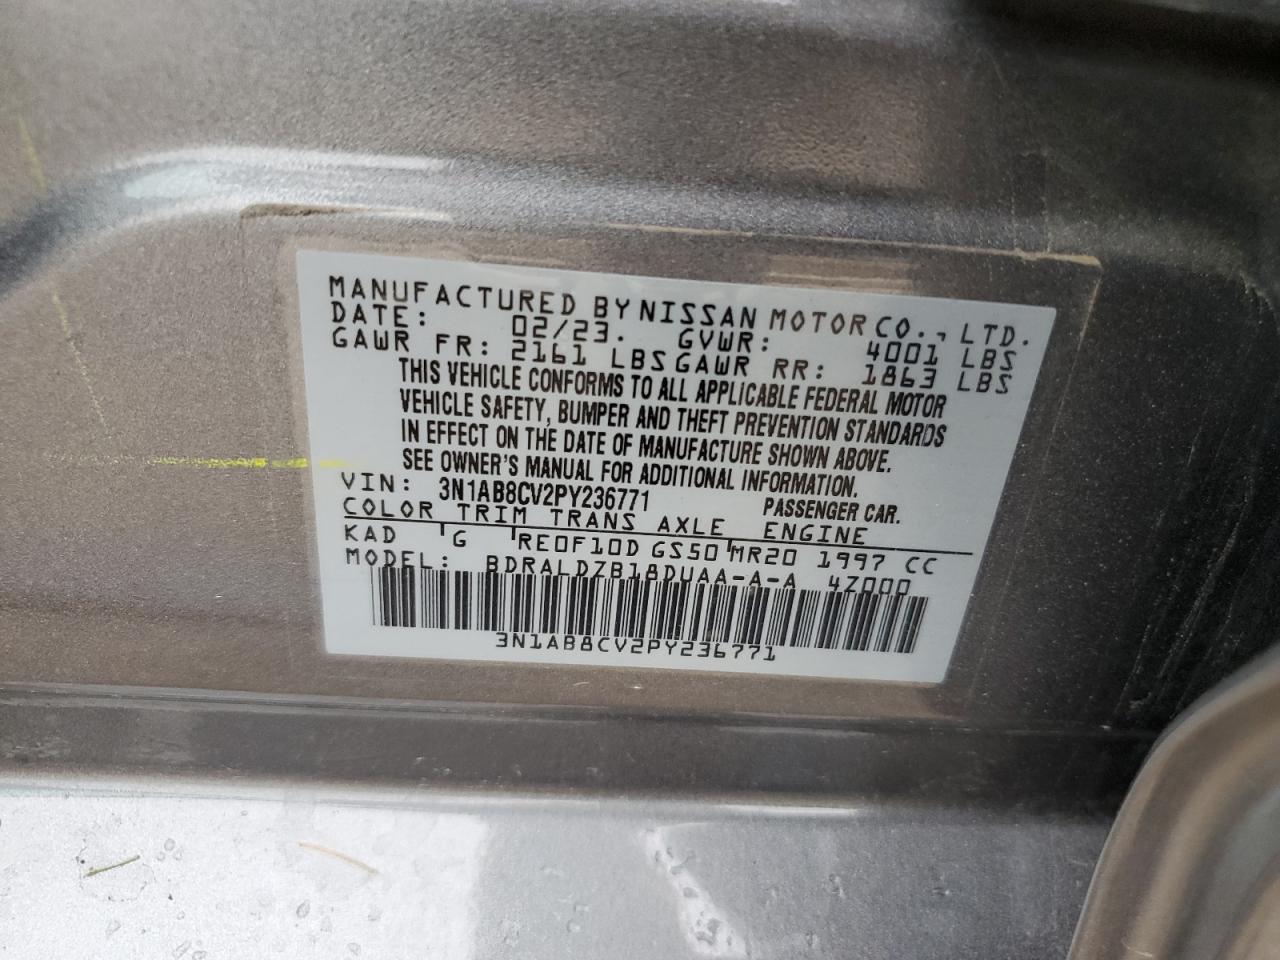 MANUFACTURED BY NISSAN MOTOR CO., LTD.
DATE: 02/23. GVWR: 4001 LBS
GAWR FR: 2161 LBS GAWR RR: 1863 LBS
THIS VEHICLE CONFORMS TO ALL APPLICABLE FEDERAL MOTOR
VEHICLE SAFETY, BUMPER AND THEFT PREVENTION STANDARDS
IN EFFECT ON THE DATE OF MANUFACTURE SHOWN ABOVE.
SEE OWNER'S MANUAL FOR ADDITIONAL INFORMATION.
VIN: 3N1AB8CV2PY236771 PASSENGER CAR.
COLOR TRIM TRANS AXLE ENGINE
KAD G RE0F10D GS50 MR20 1997 CC
MODEL: BDRALDZB18DUAA-A-A 4Z000
3N1AB8CV2PY236771